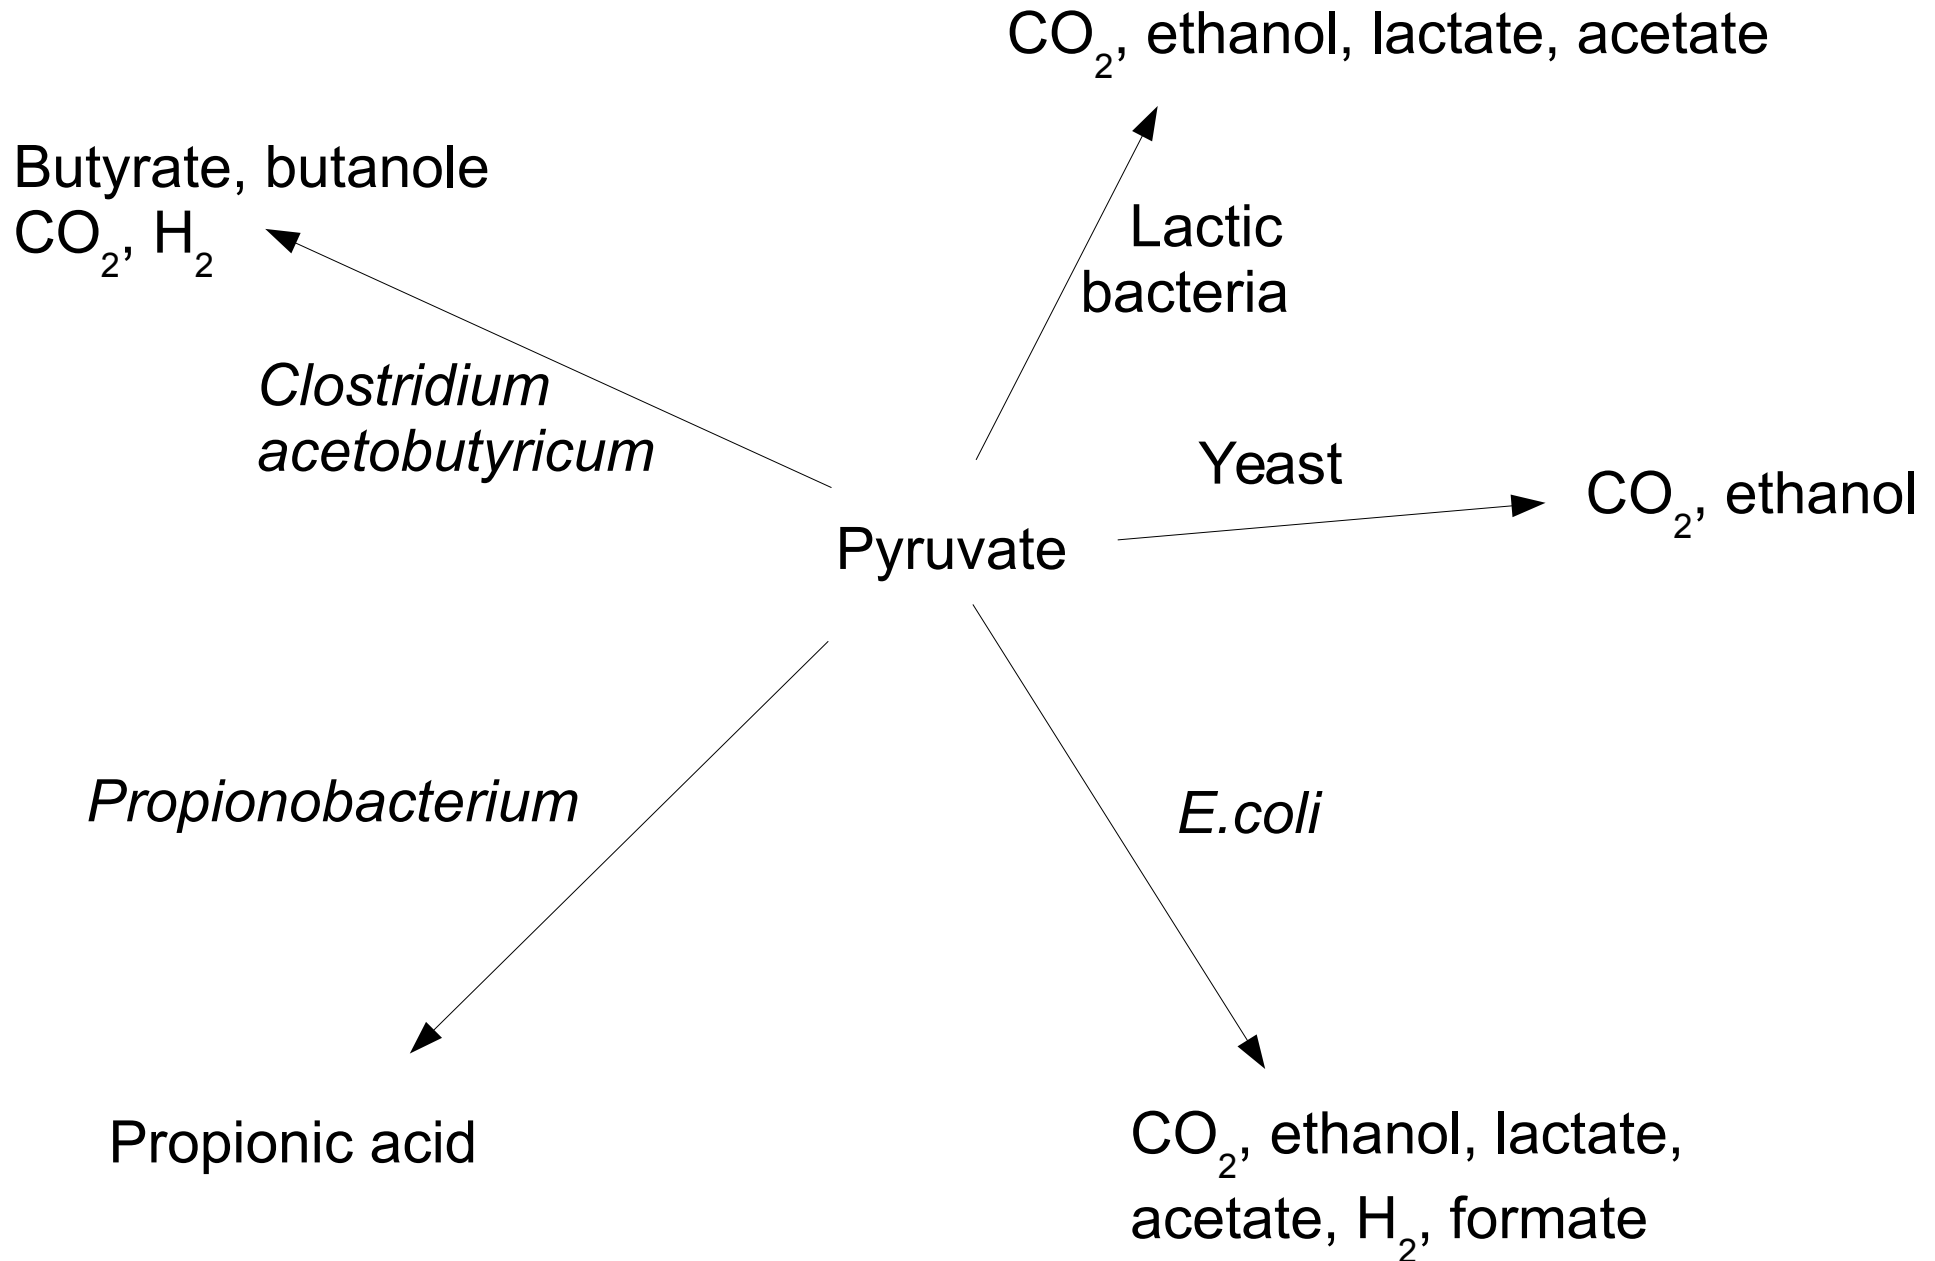 CO₂, ethanol, lactate, acetate
Butyrate, butanole
CO₂, H₂
Lactic
bacteria
Clostridium
acetobutyricum
Yeast
CO₂, ethanol
Pyruvate
Propionobacterium
E.coli
Propionic acid
CO₂, ethanol, lactate,
acetate, H₂, formate